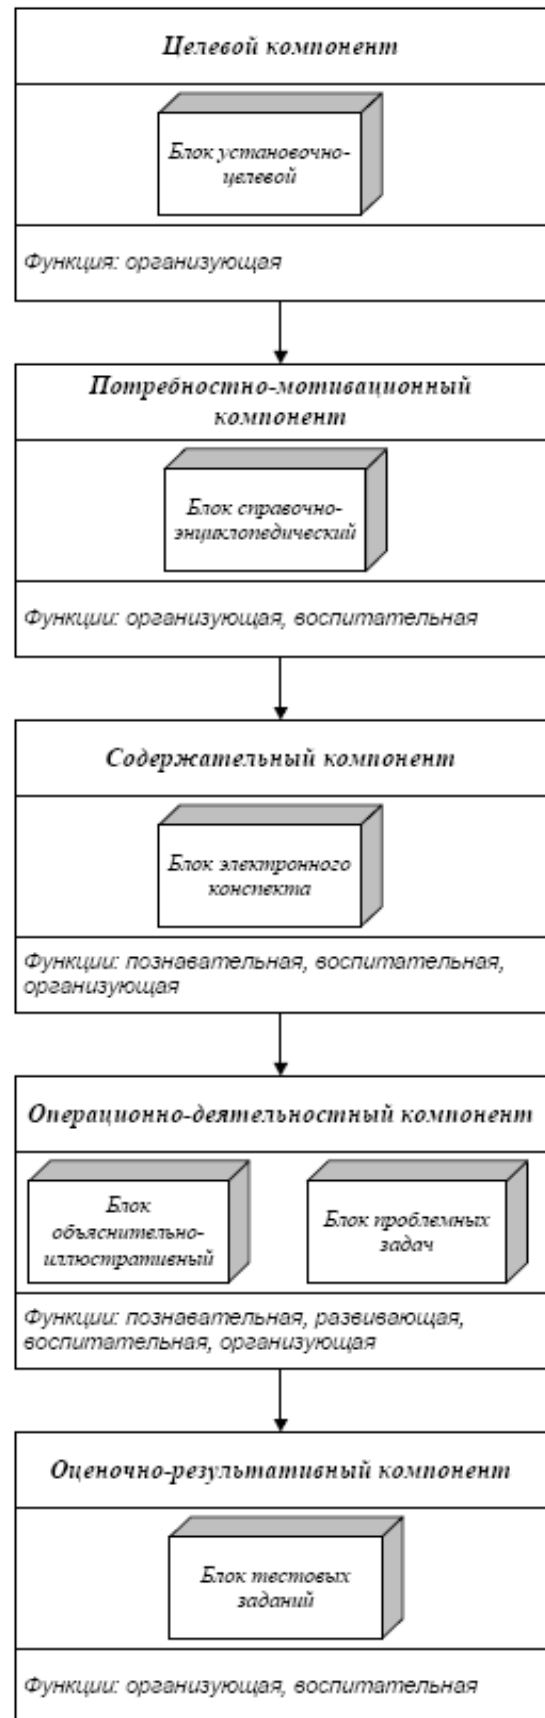 Целевой компонент
Блок установочно-
целевой
Функция: организующая
Потребностно-мотивационный
компонент
Блок справочно-
энциклопедический
Функции: организующая, воспитательная
Содержательный компонент
Блок электронного
конспекта
Функции: познавательная, воспитательная,
организующая
Операционно-деятельностный компонент
Блок
объяснительно-
иллюстративный
Блок проблемных
задач
Функции: познавательная, развивающая,
воспитательная, организующая
Оценочно-результативный компонент
Блок тестовых
заданий
Функции: организующая, воспитательная